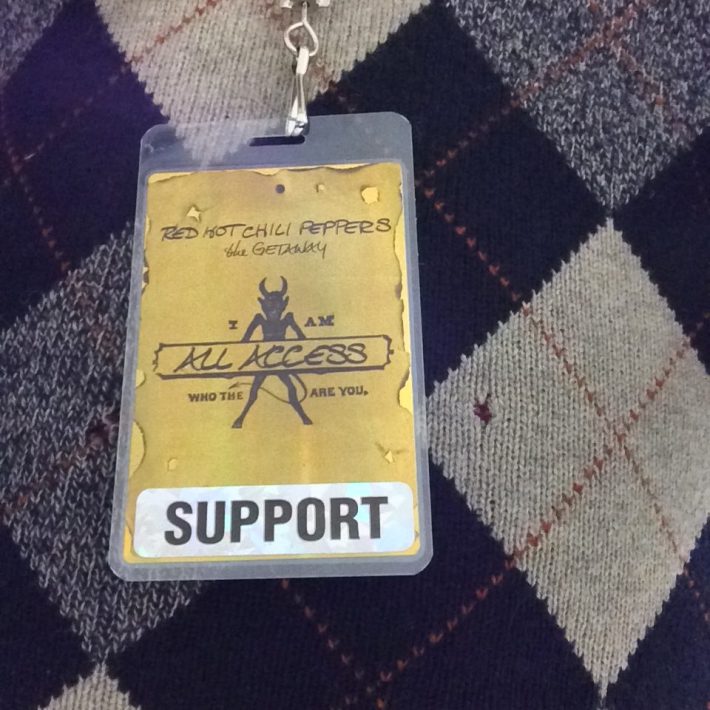 RED HOT CHILI PEPPERS
the GETAWAY
I AM
ALL ACCESS
WHO THE ARE YOU.
SUPPORT